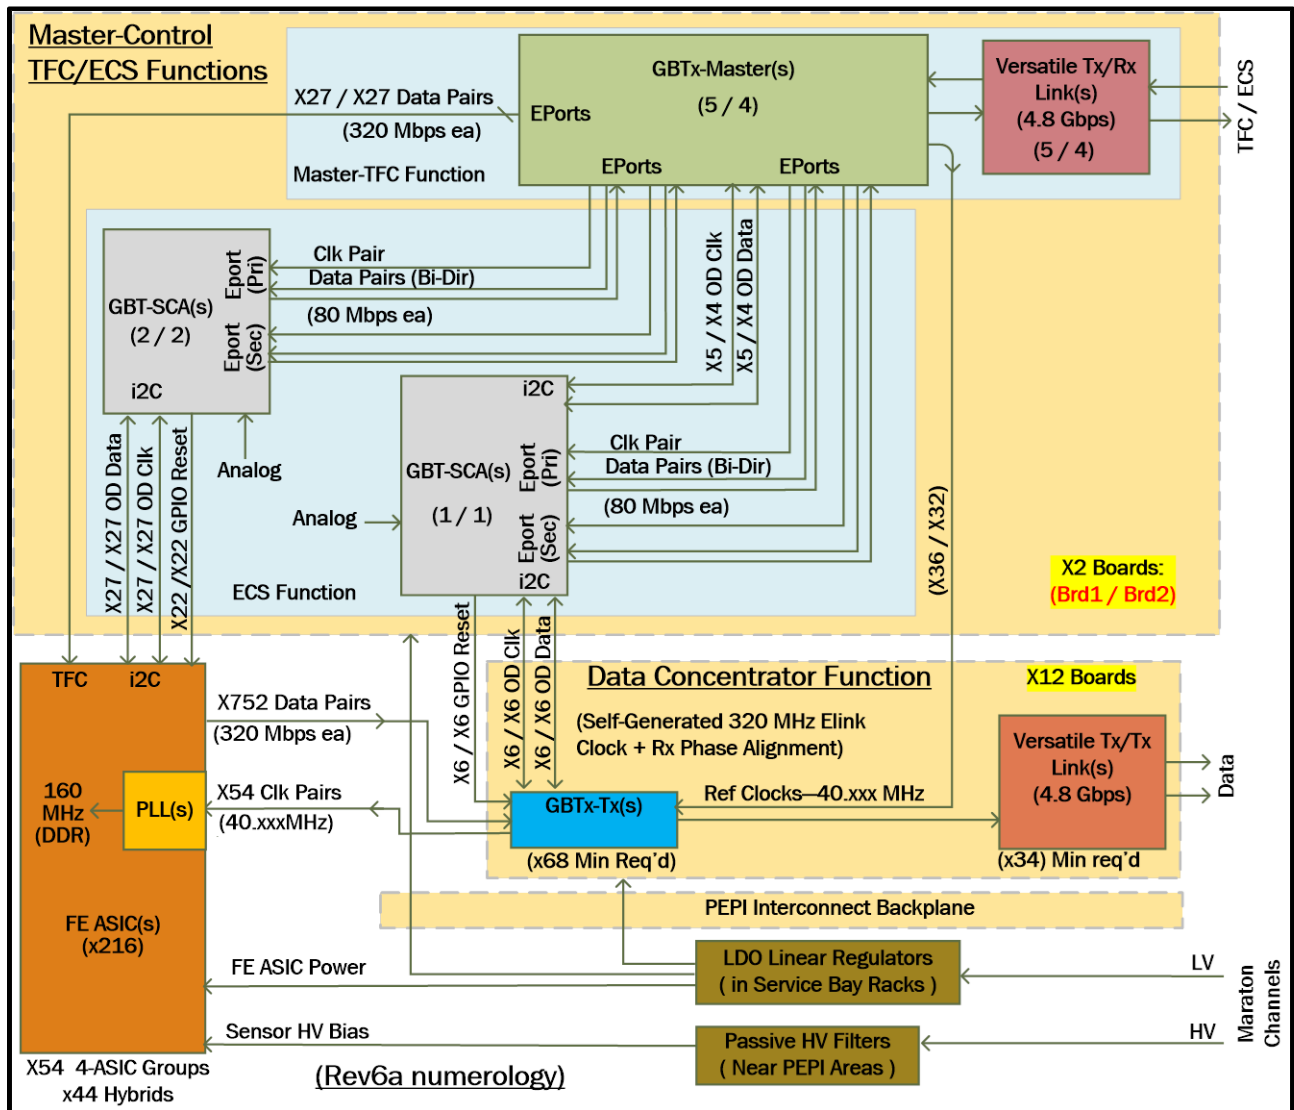 Master-Control
TFC/ECS Functions
GBTx-Master(s)
(5 / 4)
Versatile Tx/Rx
Link(s)
(4.8 Gbps)
(5 / 4)
TFC / ECS
X27 / X27 Data Pairs
(320 Mbps ea)
EPorts
EPorts
EPorts
Master-TFC Function
Clk Pair
Data Pairs (Bi-Dir)
(80 Mbps ea)
Eport
(Pri)
Eport
(Sec)
GBT-SCA(s)
(2 / 2)
i2C
X5 / X4 OD Clk
X5 / X4 OD Data
Analog
X27 / X27 OD Data
X27 / X27 OD Clk
X22 /X22 GPIO Reset
i2C
Clk Pair
Data Pairs (Bi-Dir)
(80 Mbps ea)
Eport
(Pri)
Eport
(Sec)
GBT-SCA(s)
(1 / 1)
i2C
Analog
ECS Function
(X36 / X32)
X2 Boards:
(Brd1 / Brd2)
X6 / X6 GPIO Reset
X6 / X6 OD Clk
X6 / X6 OD Data
TFC
i2C
X752 Data Pairs
(320 Mbps ea)
Data Concentrator Function
X12 Boards
(Self-Generated 320 MHz Elink
Clock + Rx Phase Alignment)
Versatile Tx/Tx
Link(s)
(4.8 Gbps)
Data
160
MHz
(DDR)
PLL(s)
X54 Clk Pairs
(40.xxxMHz)
GBTx-Tx(s)
Ref Clocks—40.xxx MHz
(x68 Min Req'd)
(x34) Min req'd
FE ASIC(s)
(x216)
PEPI Interconnect Backplane
FE ASIC Power
LDO Linear Regulators
( in Service Bay Racks )
LV
Sensor HV Bias
Passive HV Filters
( Near PEPI Areas )
HV
Maraton
Channels
X54  4-ASIC Groups
x44 Hybrids
(Rev6a numerology)